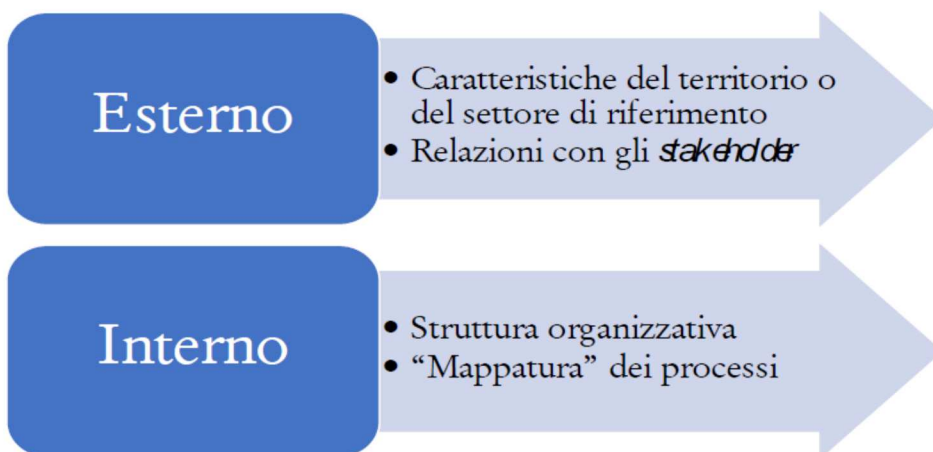 Esterno
• Caratteristiche del territorio o
del settore di riferimento
• Relazioni con gli stakeholder
Interno
• Struttura organizzativa
• “Mappatura” dei processi